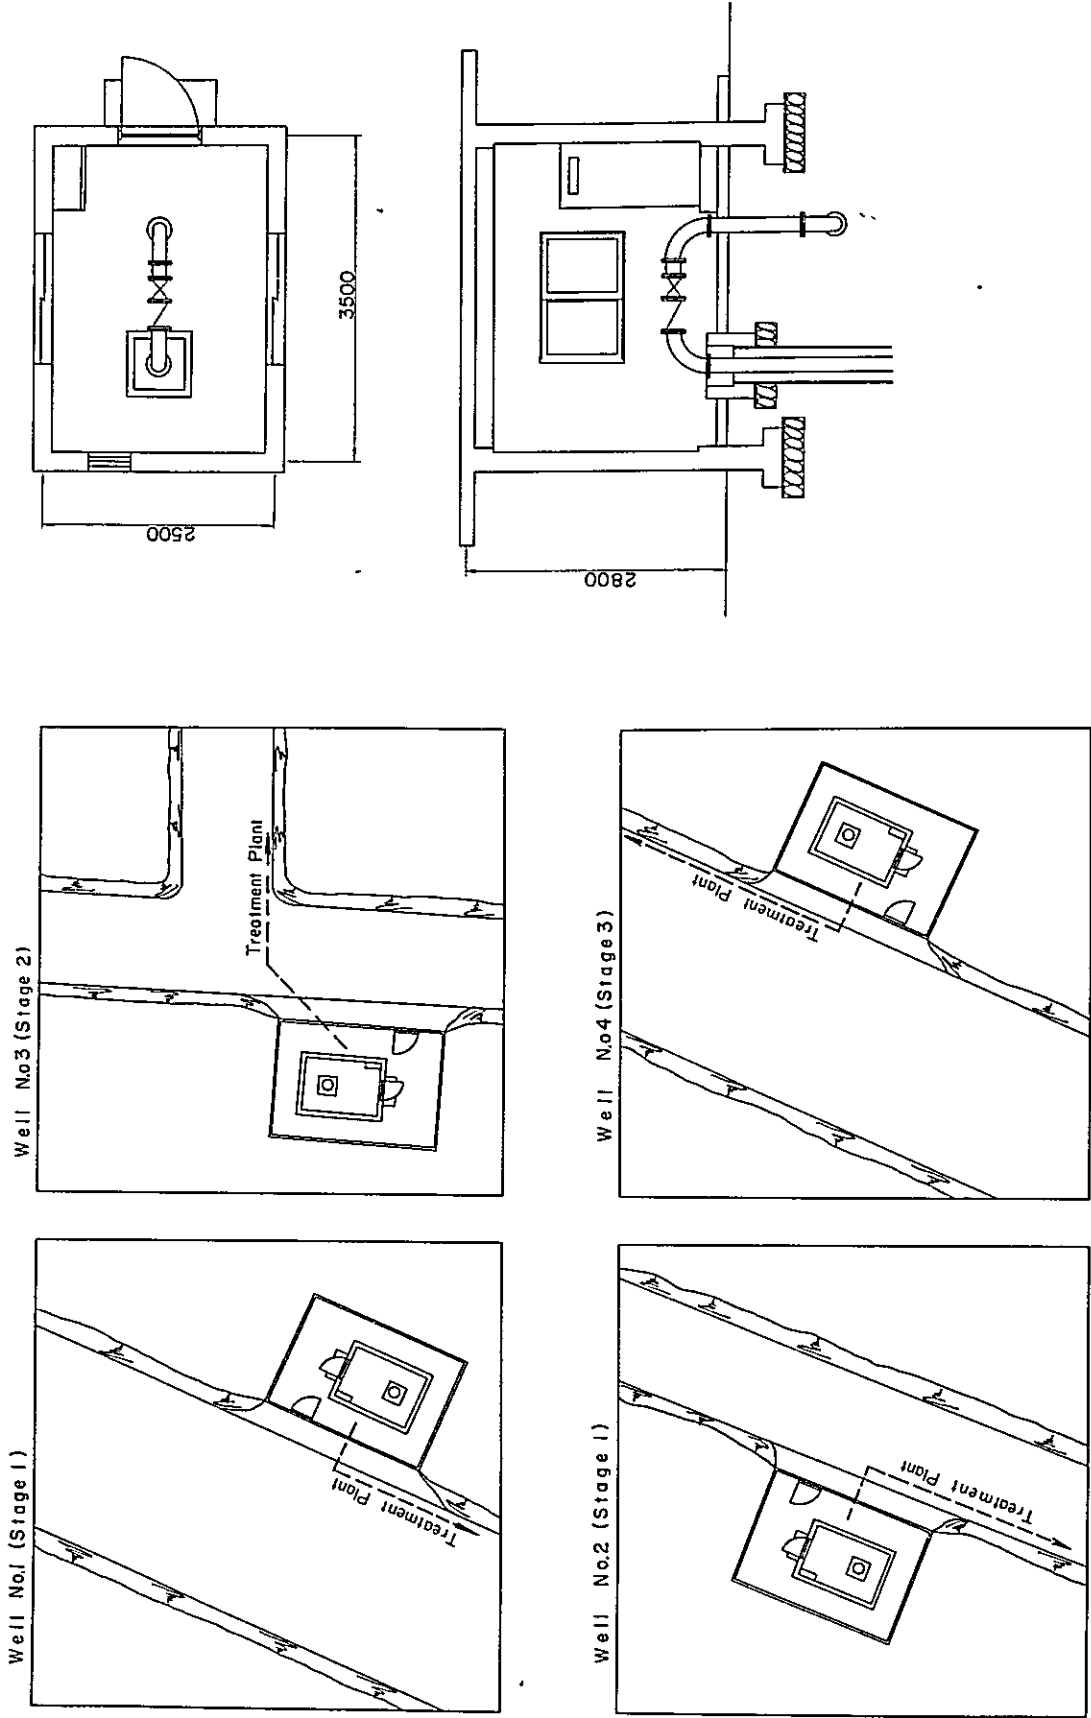 Well No.1 (Stage 1)
Treatment Plant
Well No.3 (Stage 2)
Treatment Plant
3500
2500
Well No.2 (Stage 1)
Treatment Plant
Well No.4 (Stage 3)
Treatment Plant
2800